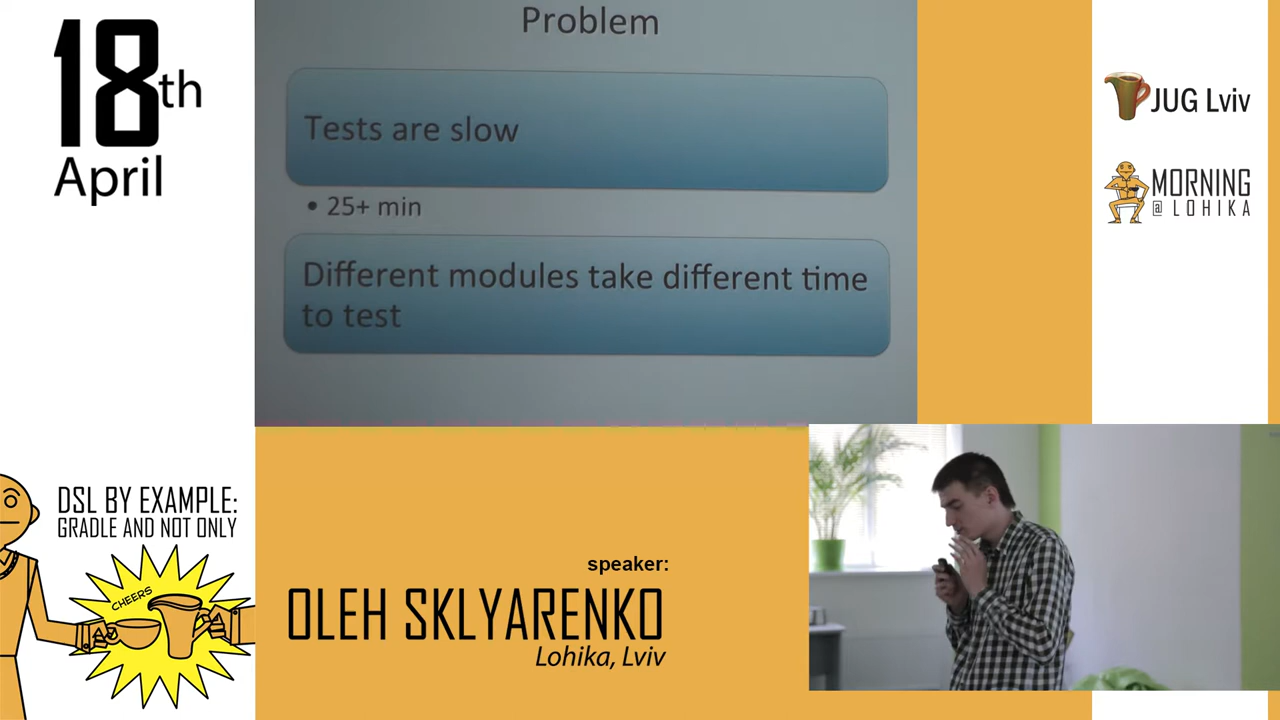 18th
April
Problem
Tests are slow
• 25+ min
Different modules take different time
to test
JUG Lviv
MORNING
@ LOHIKA
DSL BY EXAMPLE:
GRADLE AND NOT ONLY
CHEERS
speaker:
OLEH SKLYARENKO
Lohika, Lviv